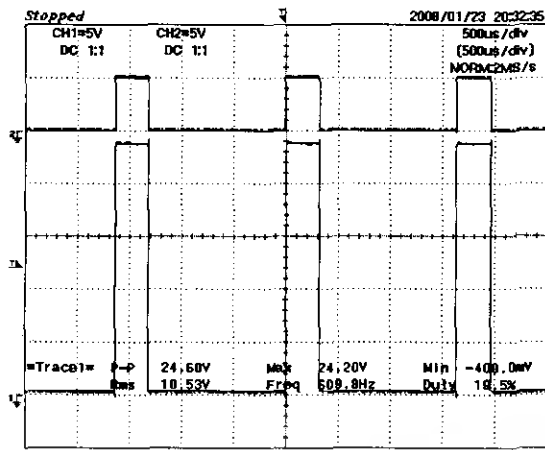 Stopped 2008/01/23 20:32:35
CH1=5V CH2=5V 500us/div
DC 1:1 DC 1:1 (500us/div)
NORM:2MS/s
=Trace1= P-P 24.60V Max 24.20V Min -400.0mV
Rms 10.53V Freq 609.8Hz Duty 19.5%